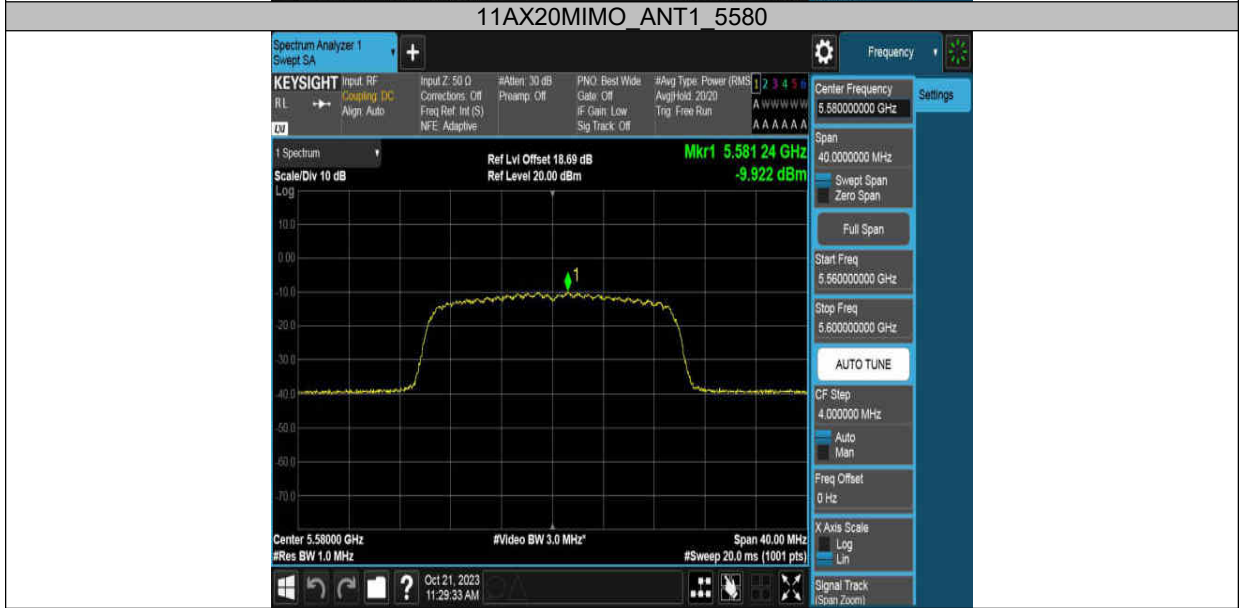 11AX20MIMO_ANT1_5580
Spectrum Analyzer 1
Swept SA
+
Frequency
KEYSIGHT Input: RF Input Z: 50 Ω #Atten: 30 dB PNO: Best Wide #Avg Type: Power (RMS 1 2 3 4 5 6
RL Coupling: DC Corrections: Off Preamp: Off Gate: Off Avg|Hold: 20/20 A W W W W W
Align: Auto Freq Ref: Int (S) IF Gain: Low Trig: Free Run
NFE: Adaptive Sig Track: Off A A A A A A
LXI
1 Spectrum
Ref Lvl Offset 18.69 dB
Mkr1 5.581 24 GHz
Scale/Div 10 dB
Ref Level 20.00 dBm
-9.922 dBm
Log
10.0
0.00
-10.0
-20.0
-30.0
-40.0
-50.0
-60.0
-70.0
1
Center 5.58000 GHz #Video BW 3.0 MHz* Span 40.00 MHz
#Res BW 1.0 MHz #Sweep 20.0 ms (1001 pts)
?
Oct 21, 2023
11:29:33 AM
Center Frequency
5.580000000 GHz
Settings
Span
40.0000000 MHz
Swept Span
Zero Span
Full Span
Start Freq
5.560000000 GHz
Stop Freq
5.600000000 GHz
AUTO TUNE
CF Step
4.000000 MHz
Auto
Man
Freq Offset
0 Hz
X Axis Scale
Log
Lin
Signal Track
(Span Zoom)